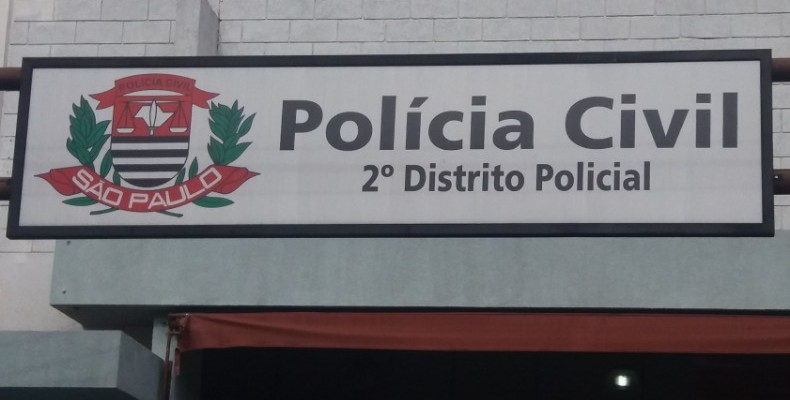 POLÍCIA CIVIL
SÃO PAULO
Polícia Civil
2º Distrito Policial